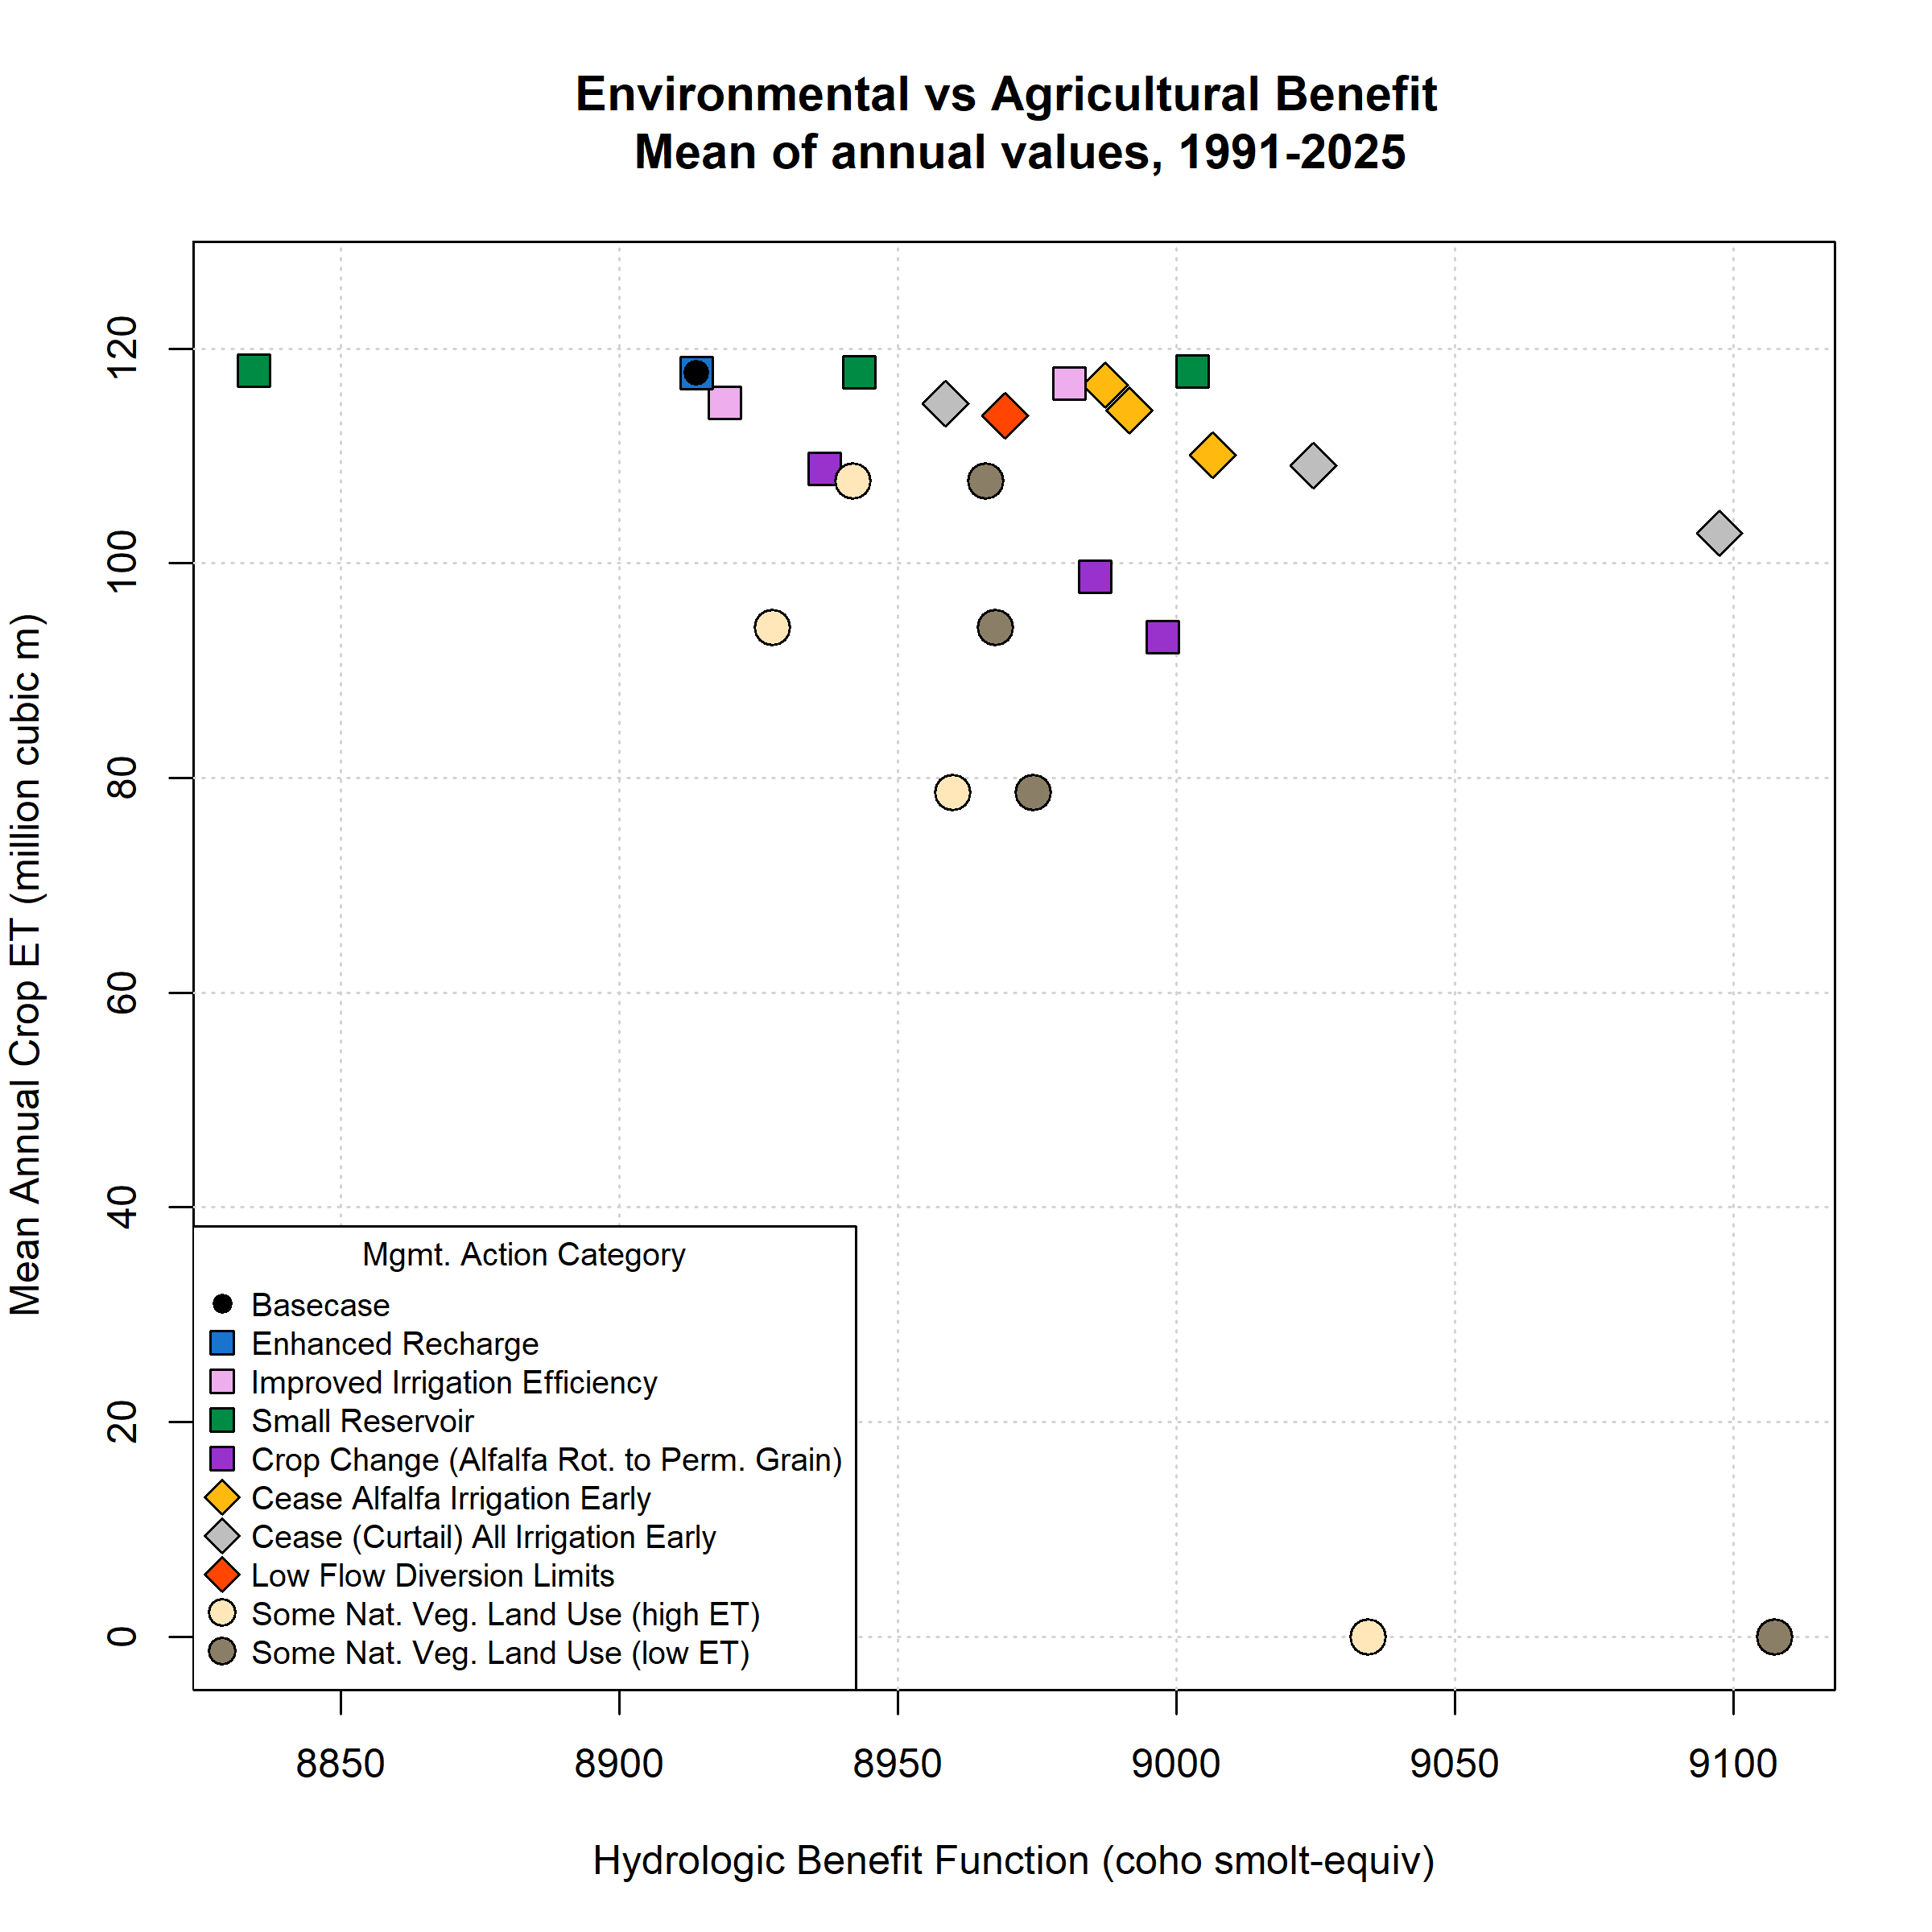 Environmental vs Agricultural Benefit
Mean of annual values, 1991-2025
Mean Annual Crop ET (million cubic m)
120
100
80
60
40
20
0
Mgmt. Action Category
Basecase
Enhanced Recharge
Improved Irrigation Efficiency
Small Reservoir
Crop Change (Alfalfa Rot. to Perm. Grain)
Cease Alfalfa Irrigation Early
Cease (Curtail) All Irrigation Early
Low Flow Diversion Limits
Some Nat. Veg. Land Use (high ET)
Some Nat. Veg. Land Use (low ET)
8850 8900 8950 9000 9050 9100
Hydrologic Benefit Function (coho smolt-equiv)